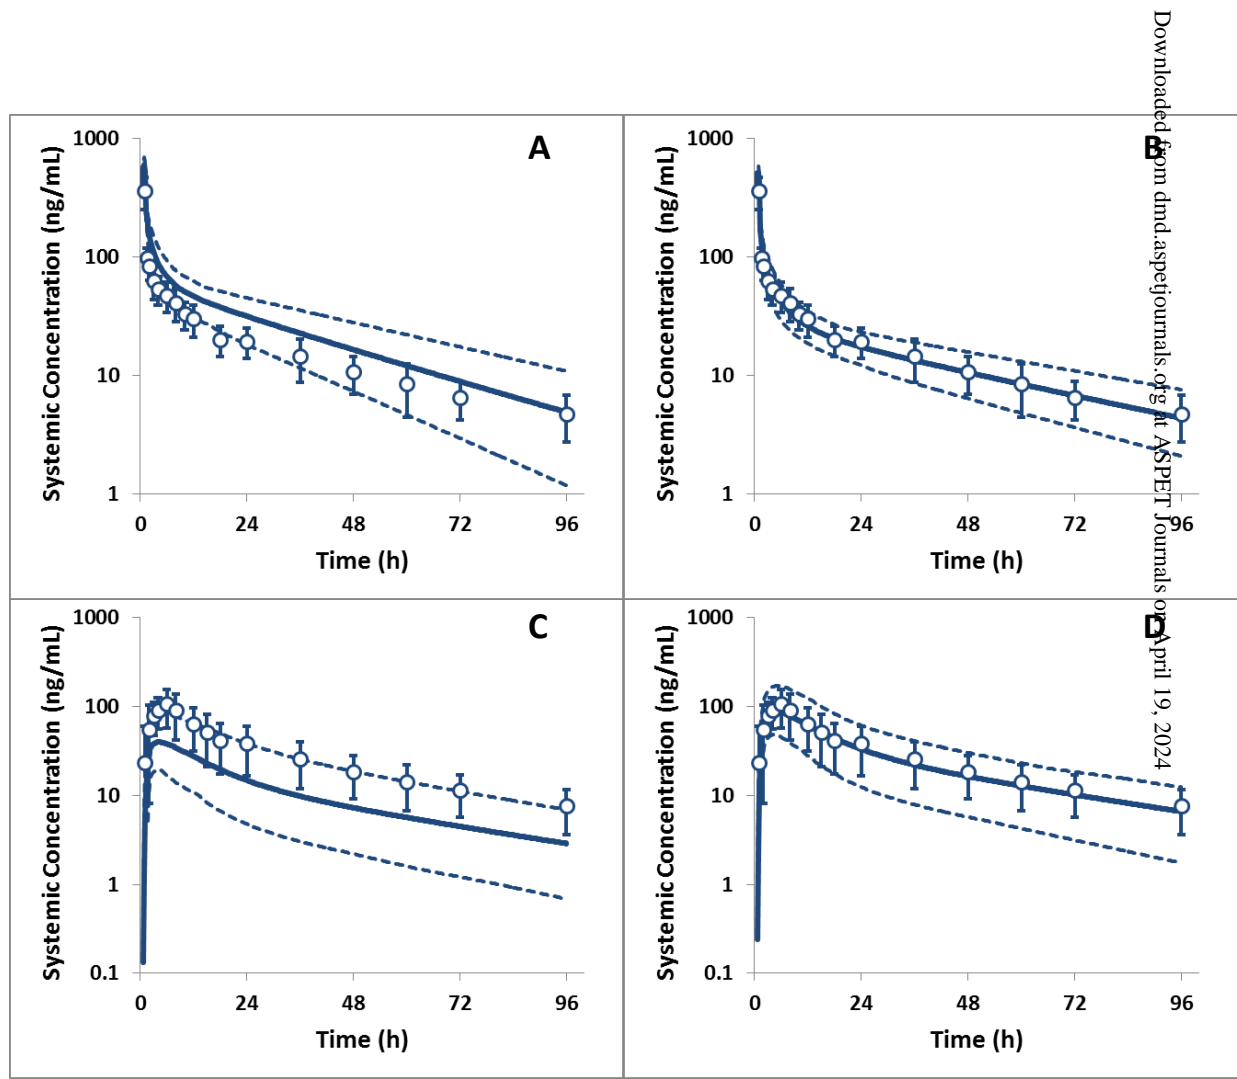 Downloaded from dmd.aspetjournals.org at ASPET Journals on April 19, 2024
A
Systemic Concentration (ng/mL)
1000
100
10
1
0 24 48 72 96
Time (h)
B
Systemic Concentration (ng/mL)
1000
100
10
1
0 24 48 72 96
Time (h)
C
Systemic Concentration (ng/mL)
1000
100
10
1
0.1
0 24 48 72 96
Time (h)
D
Systemic Concentration (ng/mL)
1000
100
10
1
0.1
0 24 48 72 96
Time (h)